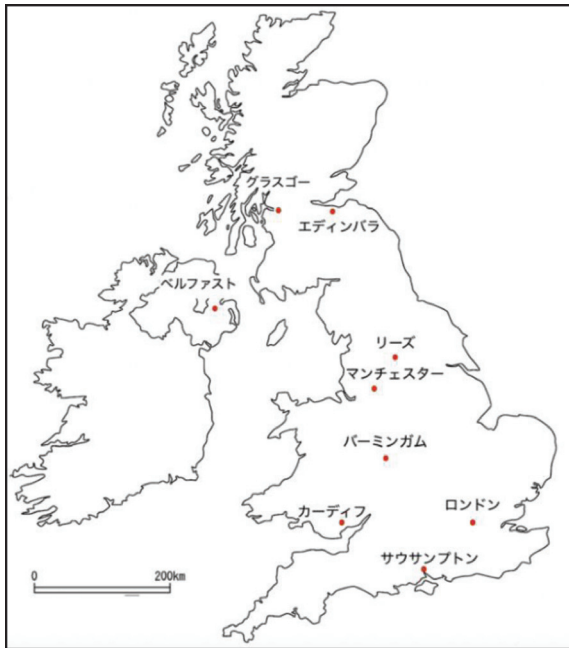 グラスゴー
エディンバラ
ベルファスト
リーズ
マンチェスター
バーミンガム
カーディフ
ロンドン
サウサンプトン
0 200km